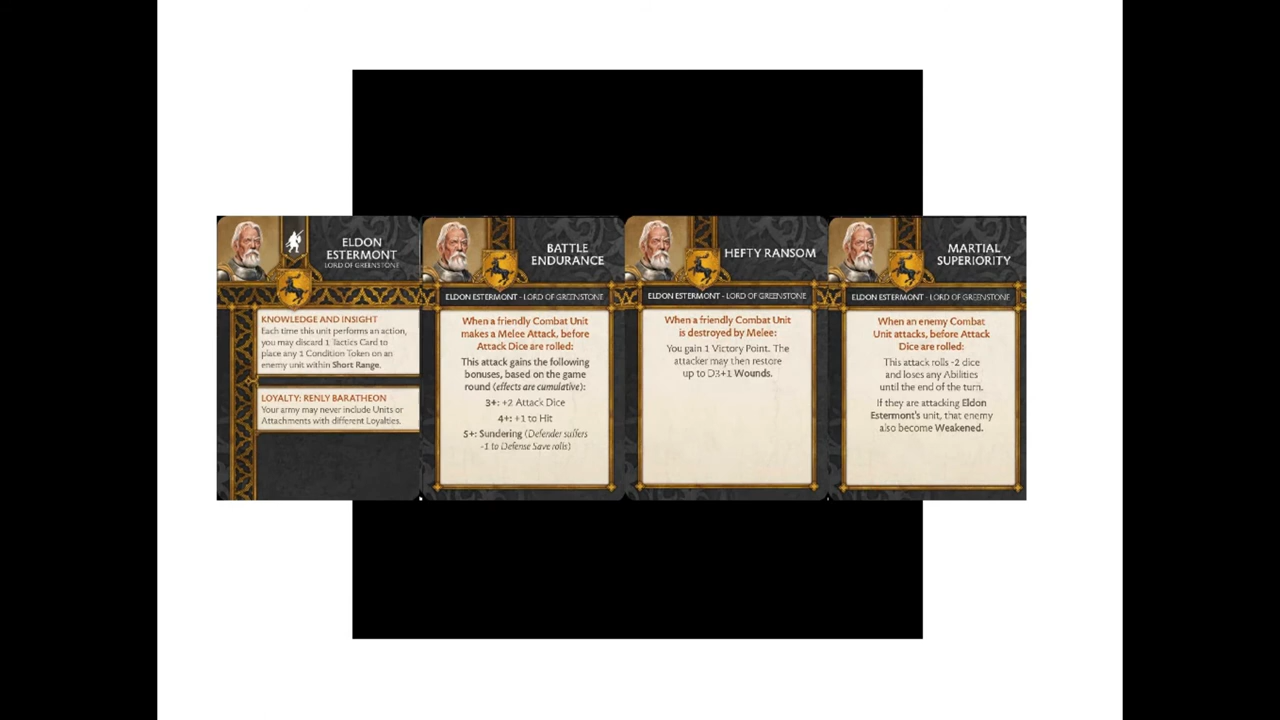 ELDON
ESTERMONT
LORD OF GREENSTONE
KNOWLEDGE AND INSIGHT
Each time this unit performs an action,
you may discard 1 Tactics Card to
place any 1 Condition Token on an
enemy unit within Short Range.
LOYALTY: RENLY BARATHEON
Your army may never include Units or
Attachments with different Loyalties.
BATTLE
ENDURANCE
ELDON ESTERMONT - LORD OF GREENSTONE
When a friendly Combat Unit
makes a Melee Attack, before
Attack Dice are rolled:
This attack gains the following
bonuses, based on the game
round (effects are cumulative):
3+: +2 Attack Dice
4+: +1 to Hit
5+: Sundering (Defender suffers
-1 to Defense Save rolls)
HEFTY RANSOM
ELDON ESTERMONT - LORD OF GREENSTONE
When a friendly Combat Unit
is destroyed by Melee:
You gain 1 Victory Point. The
attacker may then restore
up to D3+1 Wounds.
MARTIAL
SUPERIORITY
ELDON ESTERMONT - LORD OF GREENSTONE
When an enemy Combat
Unit attacks, before Attack
Dice are rolled:
This attack rolls -2 dice
and loses any Abilities
until the end of the turn.
If they are attacking Eldon
Estermont's unit, that enemy
also become Weakened.